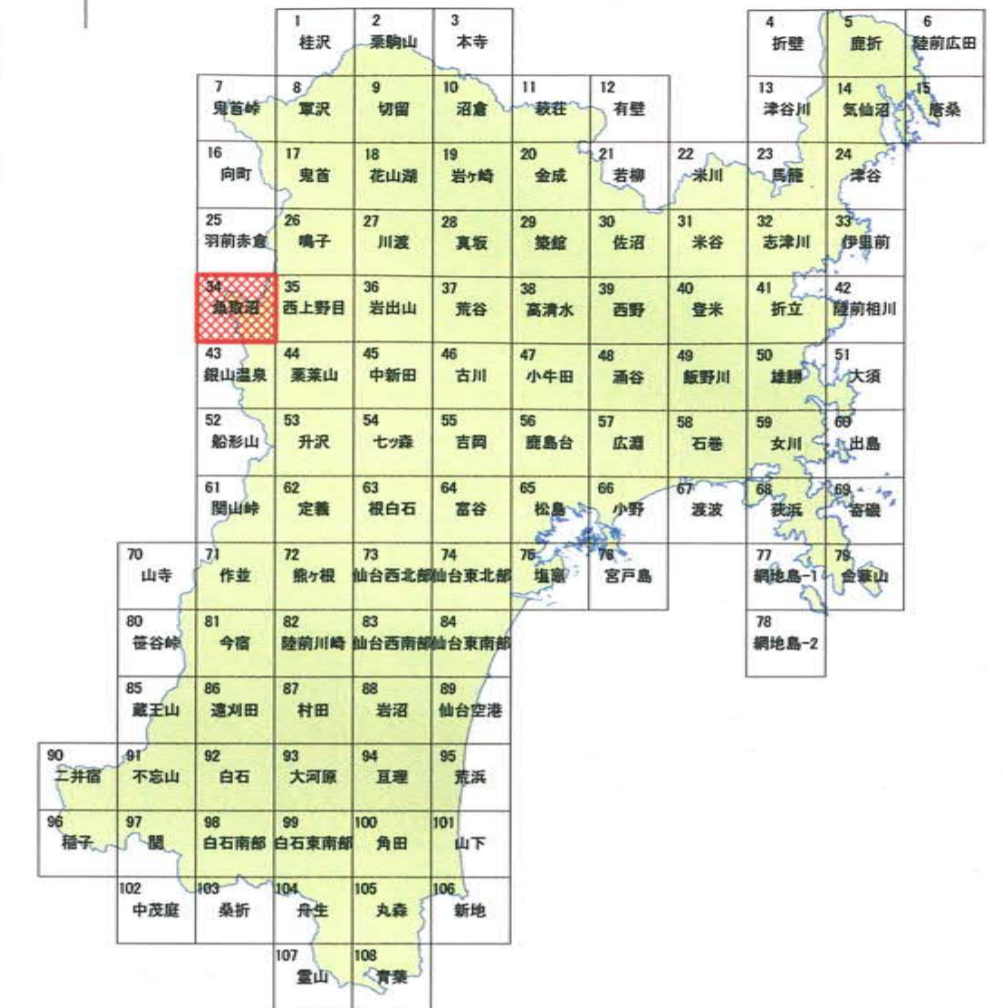 1 2 3 4 5 6
桂沢 栗駒山 本寺 折壁 鹿折 陸前広田
7 8 9 10 11 12 13 14 15
鬼首峠 軍沢 切留 沼倉 萩荘 有壁 津谷川 気仙沼 唐桑
16 17 18 19 20 21 22 23 24
向町 鬼首 花山湖 岩ヶ崎 金成 若柳 米川 馬籠 津谷
25 26 27 28 29 30 31 32 33
羽前赤倉 鳴子 川渡 真坂 築館 佐沼 米谷 志津川 伊里前
34 35 36 37 38 39 40 41 42
魚取沼 西上野目 岩出山 荒谷 高清水 西野 登米 折立 陸前相川
43 44 45 46 47 48 49 50 51
銀山温泉 薬莱山 中新田 古川 小牛田 涌谷 飯野川 雄勝 大須
52 53 54 55 56 57 58 59 60
船形山 升沢 七ッ森 吉岡 鹿島台 広淵 石巻 女川 出島
61 62 63 64 65 66 67 68 69
関山峠 定義 根白石 富谷 松島 小野 渡波 荻浜 寄磯
70 71 72 73 74 75 76 77 79
山寺 作並 熊ヶ根 仙台西北部 仙台東北部 塩竈 宮戸島 網地島-1 金華山
80 81 82 83 84 78
笹谷峠 今宿 陸前川崎 仙台西南部 仙台東南部 網地島-2
85 86 87 88 89
蔵王山 遠刈田 村田 岩沼 仙台空港
90 91 92 93 94 95
二井宿 不忘山 白石 大河原 亘理 荒浜
96 97 98 99 100 101
稲子 関 白石南部 白石東南部 角田 山下
102 103 104 105 106
中茂庭 桑折 舟生 丸森 新地
107 108
霊山 青葉